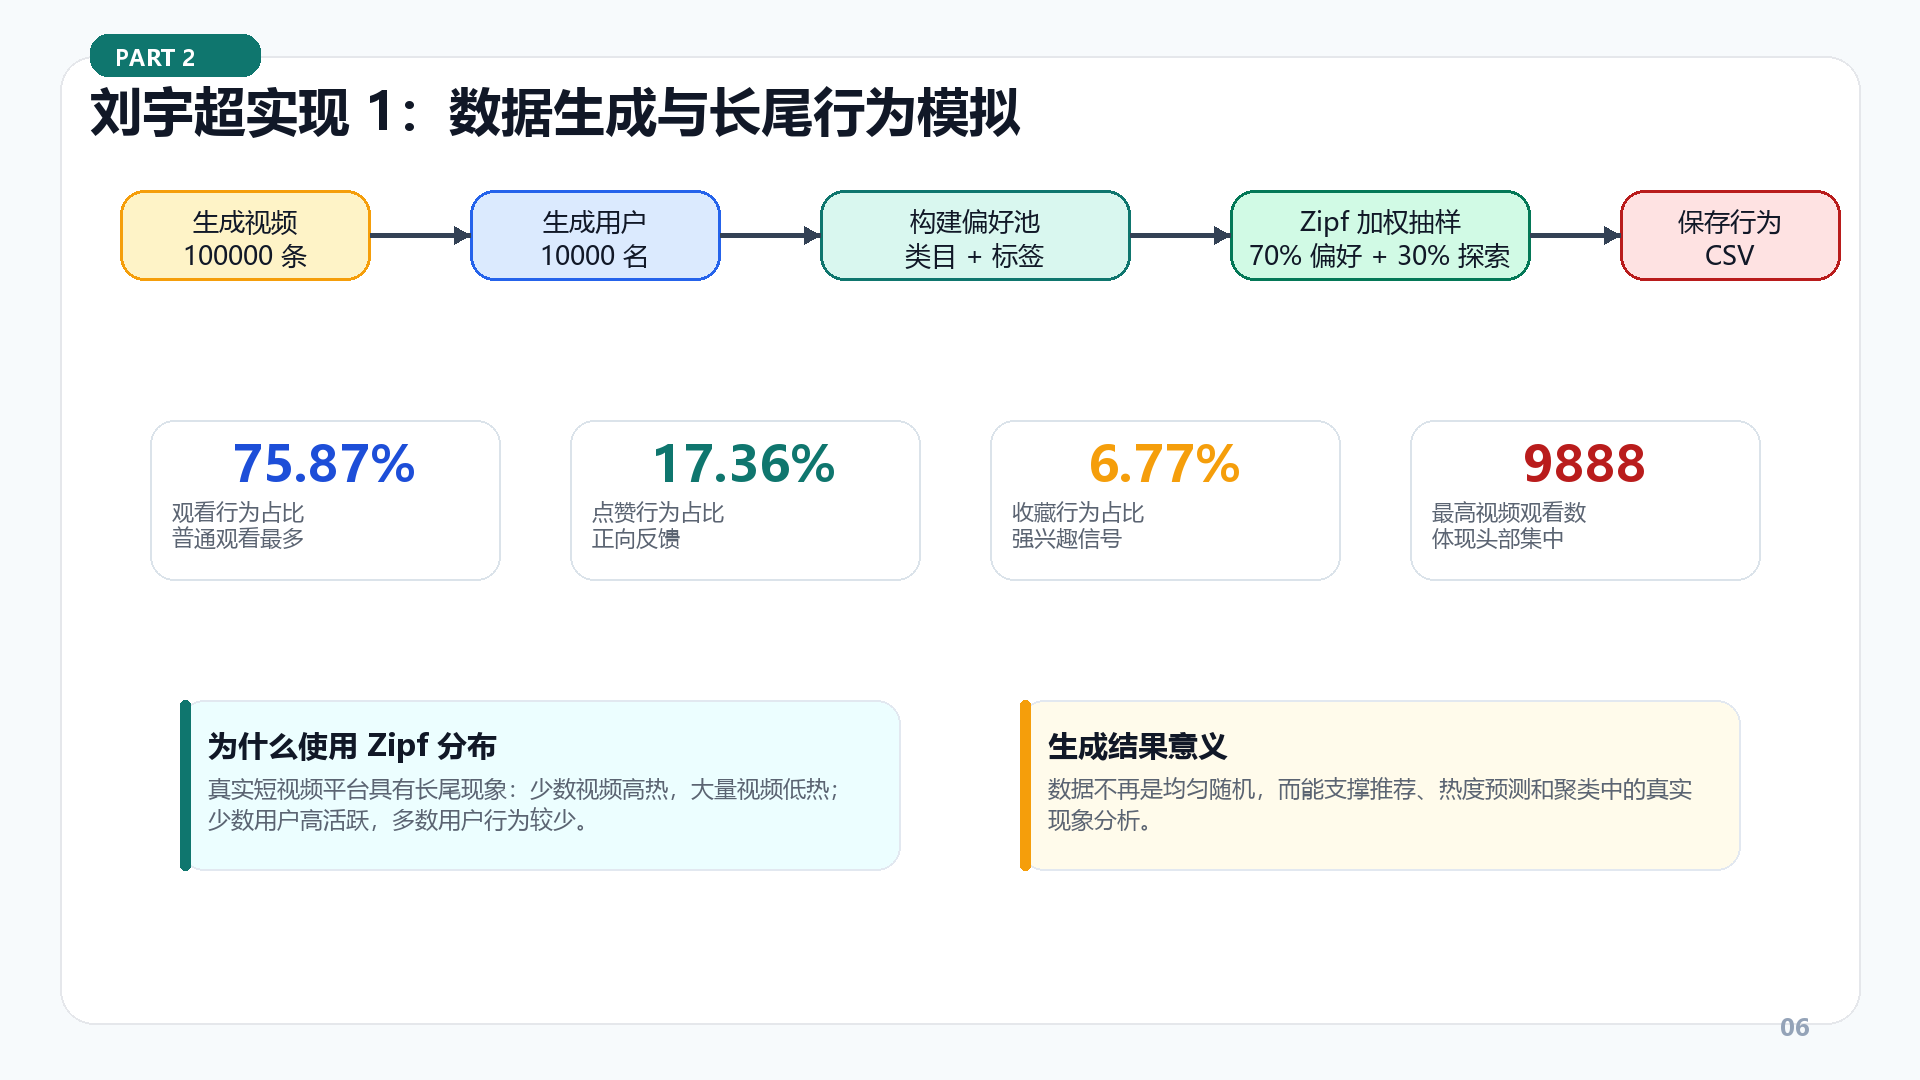 PART 2
刘宇超实现 1：数据生成与长尾行为模拟
生成视频
100000 条
生成用户
10000 名
构建偏好池
类目 + 标签
Zipf 加权抽样
70% 偏好 + 30% 探索
保存行为
CSV
75.87%
观看行为占比
普通观看最多
17.36%
点赞行为占比
正向反馈
6.77%
收藏行为占比
强兴趣信号
9888
最高视频观看数
体现头部集中
为什么使用 Zipf 分布
真实短视频平台具有长尾现象：少数视频高热，大量视频低热；
少数用户高活跃，多数用户行为较少。
生成结果意义
数据不再是均匀随机，而能支撑推荐、热度预测和聚类中的真实
现象分析。
06